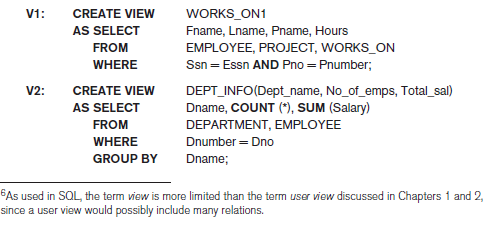 V1: CREATE VIEW WORKS_ON1
AS SELECT Fname, Lname, Pname, Hours
FROM EMPLOYEE, PROJECT, WORKS_ON
WHERE Ssn = Essn AND Pno = Pnumber;
V2: CREATE VIEW DEPT_INFO(Dept_name, No_of_emps, Total_sal)
AS SELECT Dname, COUNT (*), SUM (Salary)
FROM DEPARTMENT, EMPLOYEE
WHERE Dnumber = Dno
GROUP BY Dname;
6As used in SQL, the term view is more limited than the term user view discussed in Chapters 1 and 2,
since a user view would possibly include many relations.